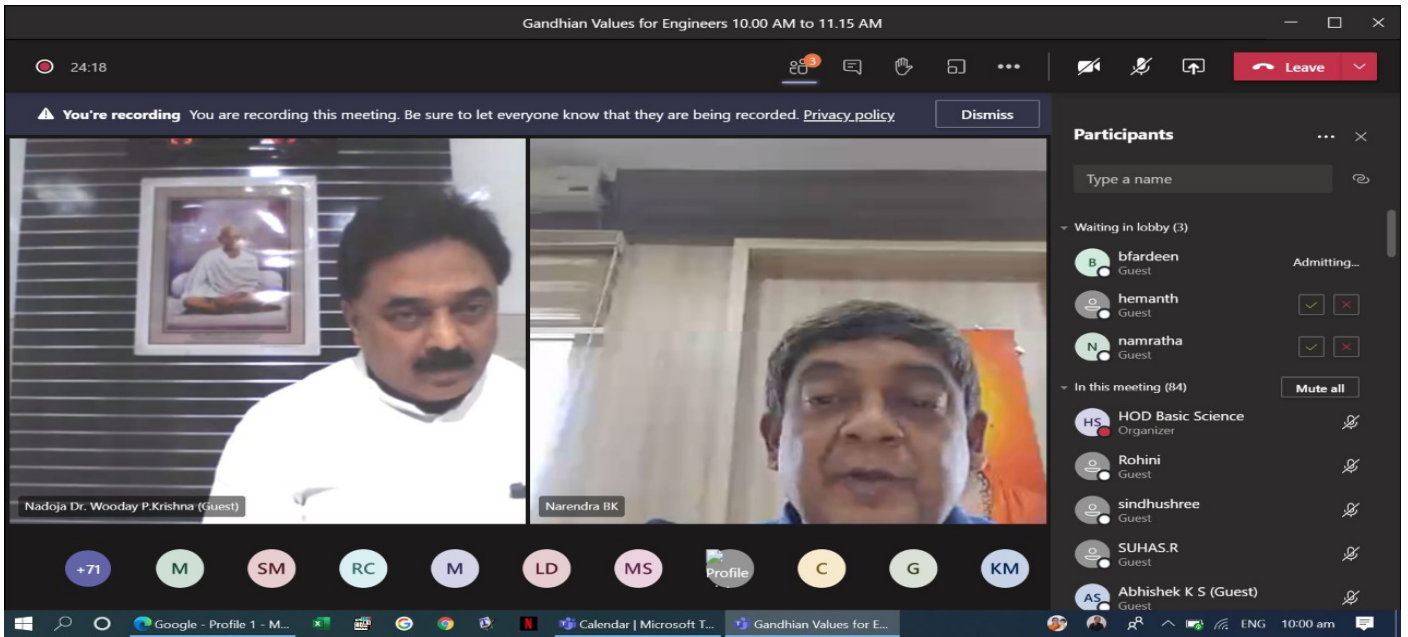 Gandhian Values for Engineers 10.00 AM to 11.15 AM
24:18
3
Leave
You're recording You are recording this meeting. Be sure to let everyone know that they are being recorded. Privacy policy
Dismiss
Nadoja Dr. Wooday P.Krishna (Guest)
Narendra BK
+71
M
SM
RC
M
LD
MS
Profile
C
G
KM
Participants
Type a name
Waiting in lobby (3)
B
bfardeen
Guest
Admitting...
hemanth
Guest
N
namratha
Guest
In this meeting (84)
Mute all
HS
HOD Basic Science
Organizer
Rohini
Guest
sindhushree
Guest
SUHAS.R
Guest
AS
Abhishek K S (Guest)
Guest
Google - Profile 1 - M...
Calendar | Microsoft T...
Gandhian Values for E...
ENG
10:00 am